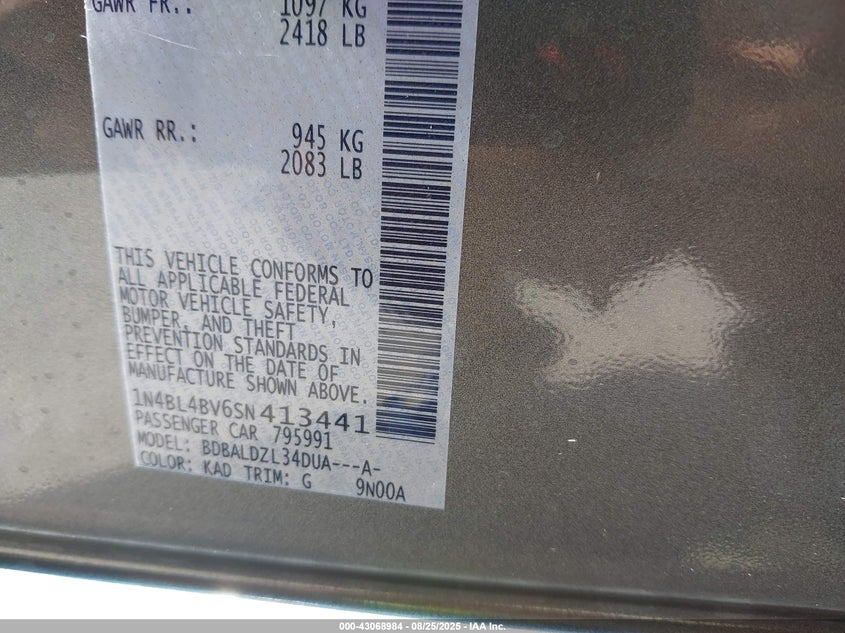 GAWR FR.: 1097 KG
2418 LB
GAWR RR.: 945 KG
2083 LB
THIS VEHICLE CONFORMS TO
ALL APPLICABLE FEDERAL
MOTOR VEHICLE SAFETY,
BUMPER, AND THEFT
PREVENTION STANDARDS IN
EFFECT ON THE DATE OF
MANUFACTURE SHOWN ABOVE.
1N4BL4BV6SN413441
PASSENGER CAR 795991
MODEL: BDBALDZL34DUA---A-
COLOR: KAD TRIM: G 9N00A
000-43068984 - 08/25/2025 - IAA Inc.